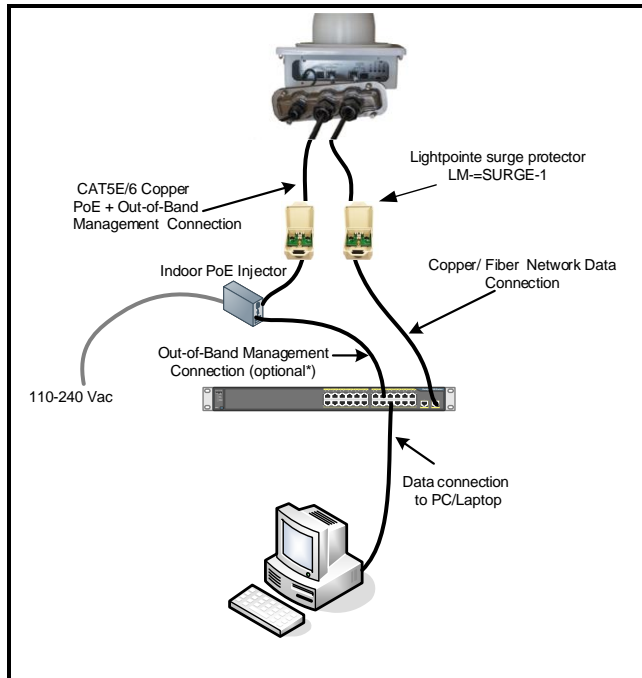 CAT5E/6 Copper
PoE + Out-of-Band
Management Connection
Lightpointe surge protector
LM-=SURGE-1
Indoor PoE Injector
Copper/ Fiber Network Data
Connection
Out-of-Band Management
Connection (optional*)
110-240 Vac
Data connection
to PC/Laptop